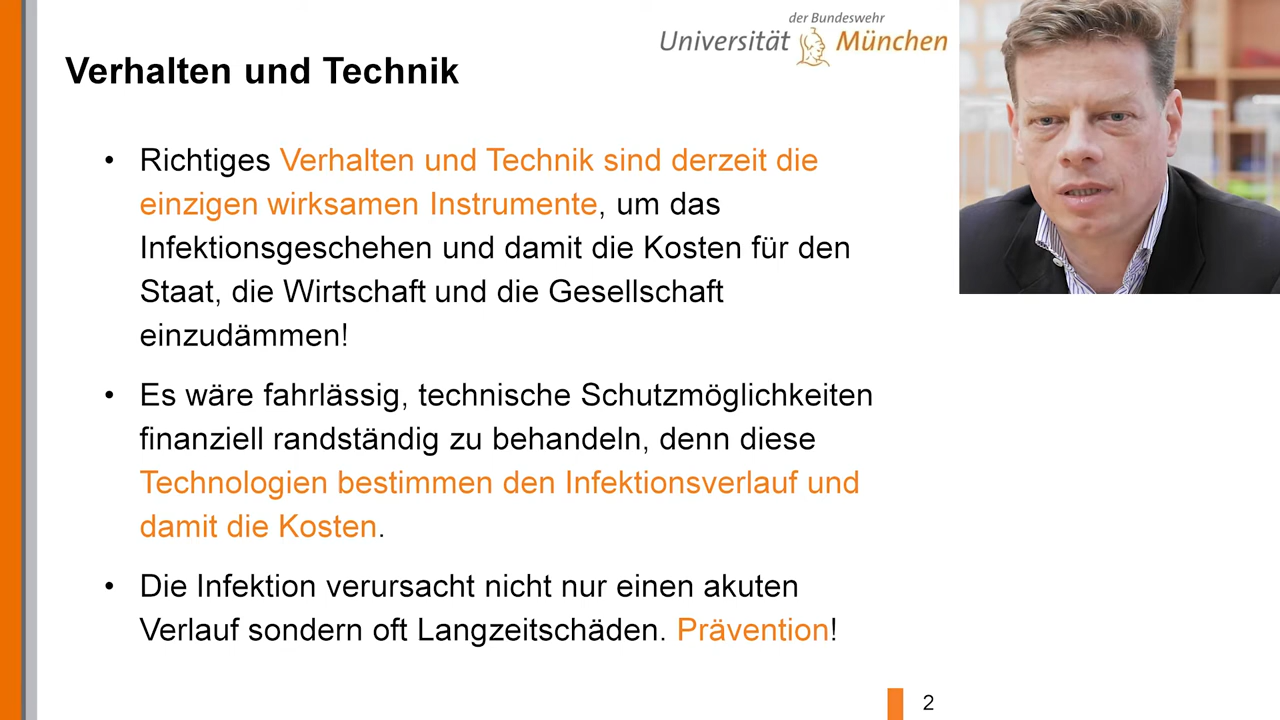 der Bundeswehr
Universität München
Verhalten und Technik
• Richtiges Verhalten und Technik sind derzeit die
einzigen wirksamen Instrumente, um das
Infektionsgeschehen und damit die Kosten für den
Staat, die Wirtschaft und die Gesellschaft
einzudämmen!
• Es wäre fahrlässig, technische Schutzmöglichkeiten
finanziell randständig zu behandeln, denn diese
Technologien bestimmen den Infektionsverlauf und
damit die Kosten.
• Die Infektion verursacht nicht nur einen akuten
Verlauf sondern oft Langzeitschäden. Prävention!
2